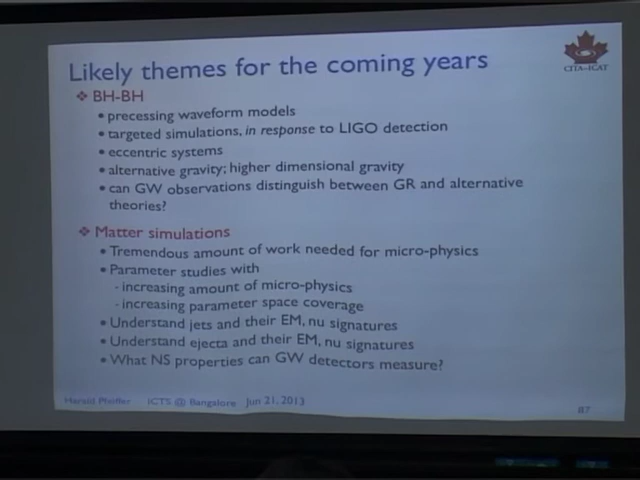 Likely themes for the coming years
CITA-ICAT
❖ BH-BH
• precessing waveform models
• targeted simulations, in response to LIGO detection
• eccentric systems
• alternative gravity; higher dimensional gravity
• can GW observations distinguish between GR and alternative
theories?
❖ Matter simulations
• Tremendous amount of work needed for micro-physics
• Parameter studies with
- increasing amount of micro-physics
- increasing parameter space coverage
• Understand jets and their EM, nu signatures
• Understand ejecta and their EM, nu signatures
• What NS properties can GW detectors measure?
Harald Pfeiffer ICTS @ Bangalore Jun 21, 2013 87